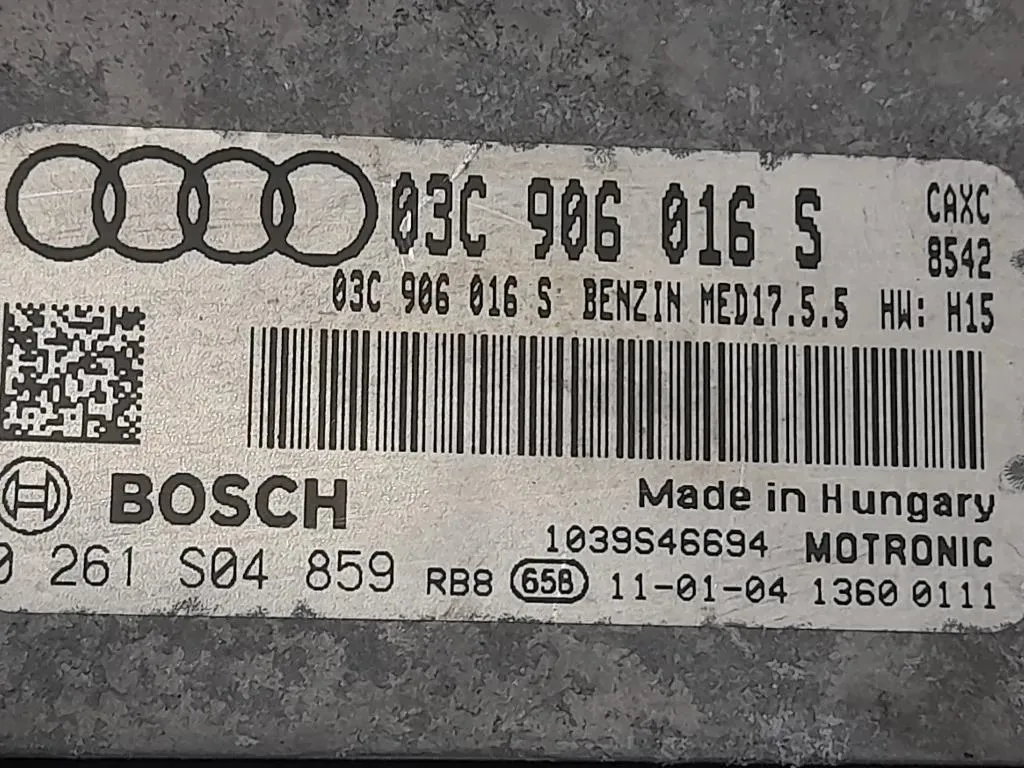 03C 906 016 S
CAXC
8542
03C 906 016 S BENZIN MED17.5.5 HW: H15
BOSCH
Made in Hungary
1039S46694 MOTRONIC
0 261 S04 859 RB8 658 11-01-04 1360 0111